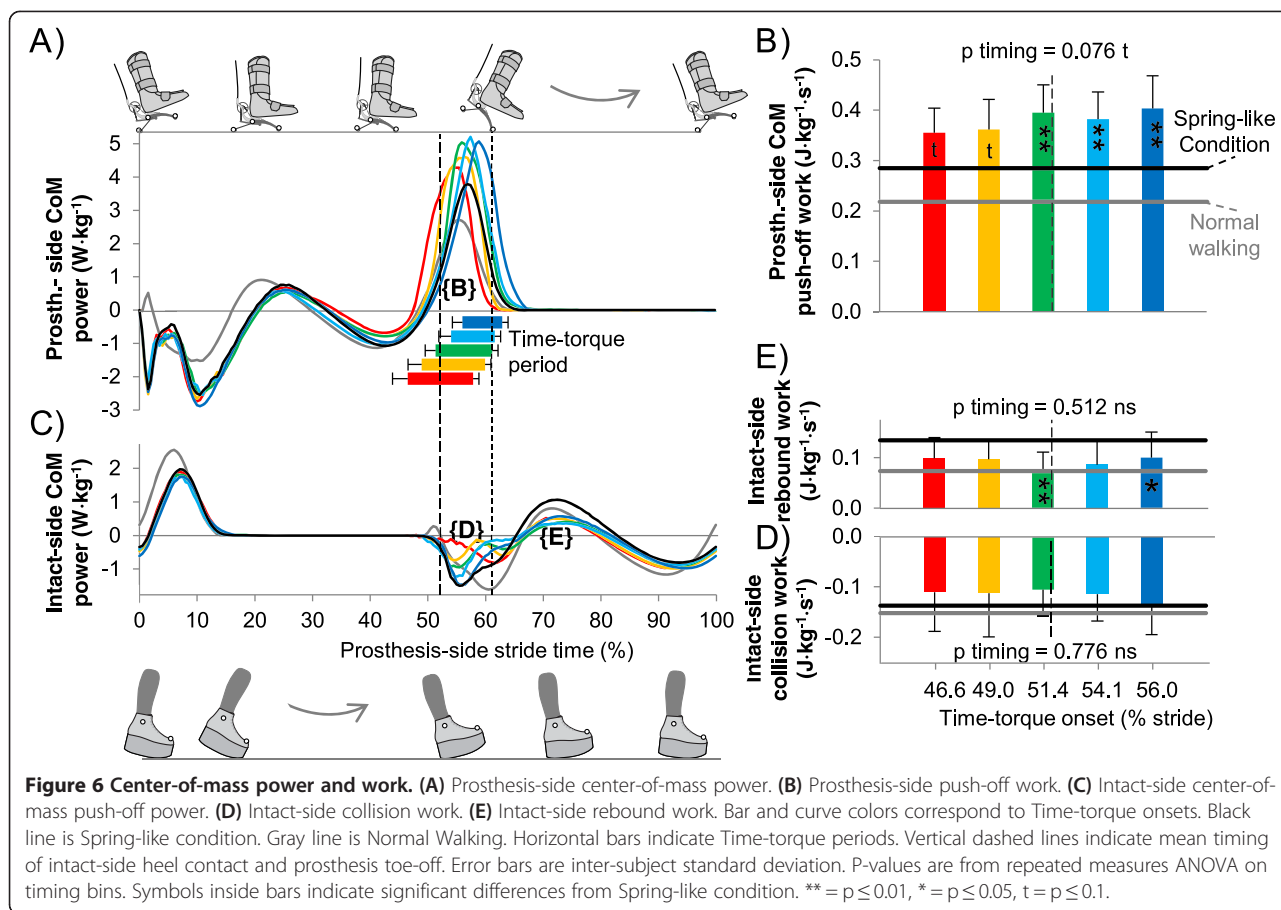 A)
Prosth.- side CoM
power (W·kg⁻¹)
5
4
3
2
1
0
-1
-2
-3
{B}
Time-torque
period
B)
p timing = 0.076 t
Prosth.-side CoM
push-off work (J·kg⁻¹·s⁻¹)
0.5
0.4
0.3
0.2
0.1
0.0
t
t
**
**
**
Spring-like
Condition
Normal
walking
C)
Intact-side CoM
power (W·kg⁻¹)
2
1
0
-1
{D}
{E}
0 10 20 30 40 50 60 70 80 90 100
Prosthesis-side stride time (%)
E)
p timing = 0.512 ns
Intact-side
rebound work
(J·kg⁻¹·s⁻¹)
0.1
0.0
**
*
D)
Intact-side
collision work
(J·kg⁻¹·s⁻¹)
0.0
-0.1
-0.2
p timing = 0.776 ns
46.6 49.0 51.4 54.1 56.0
Time-torque onset (% stride)
Figure 6 Center-of-mass power and work. (A) Prosthesis-side center-of-mass power. (B) Prosthesis-side push-off work. (C) Intact-side center-of-
mass push-off power. (D) Intact-side collision work. (E) Intact-side rebound work. Bar and curve colors correspond to Time-torque onsets. Black
line is Spring-like condition. Gray line is Normal Walking. Horizontal bars indicate Time-torque periods. Vertical dashed lines indicate mean timing
of intact-side heel contact and prosthesis toe-off. Error bars are inter-subject standard deviation. P-values are from repeated measures ANOVA on
timing bins. Symbols inside bars indicate significant differences from Spring-like condition. ** = p ≤ 0.01, * = p ≤ 0.05, t = p ≤ 0.1.